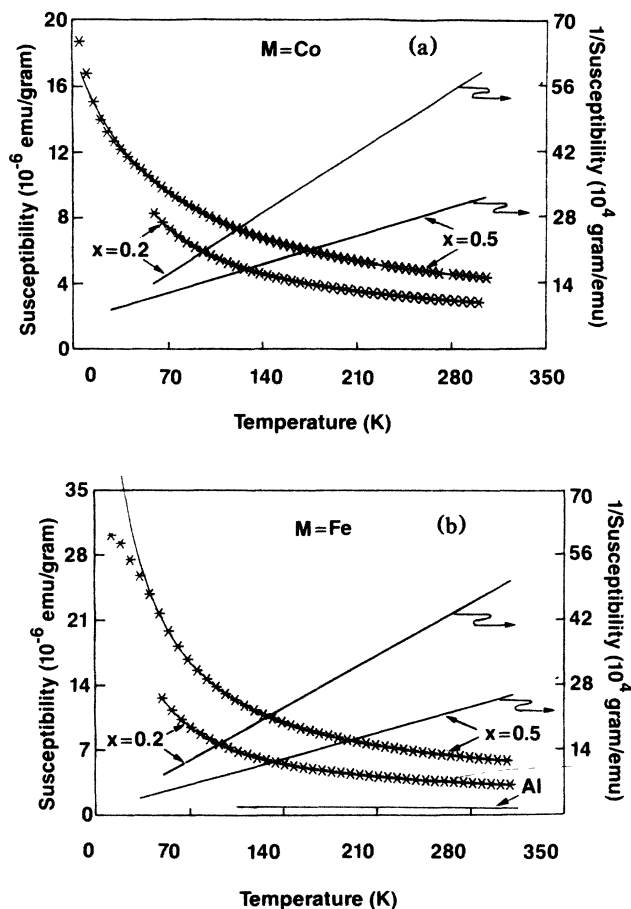 M=Co (a)
Susceptibility (10⁻⁶ emu/gram)
20
16
12
8
4
0
70
56
42
28
14
1/Susceptibility (10⁴ gram/emu)
x=0.2
x=0.5
0 70 140 210 280 350
Temperature (K)
M=Fe (b)
Susceptibility (10⁻⁶ emu/gram)
35
28
21
14
7
0
70
56
42
28
14
1/Susceptibility (10⁴ gram/emu)
x=0.2
x=0.5
Al
0 70 140 210 280 350
Temperature (K)